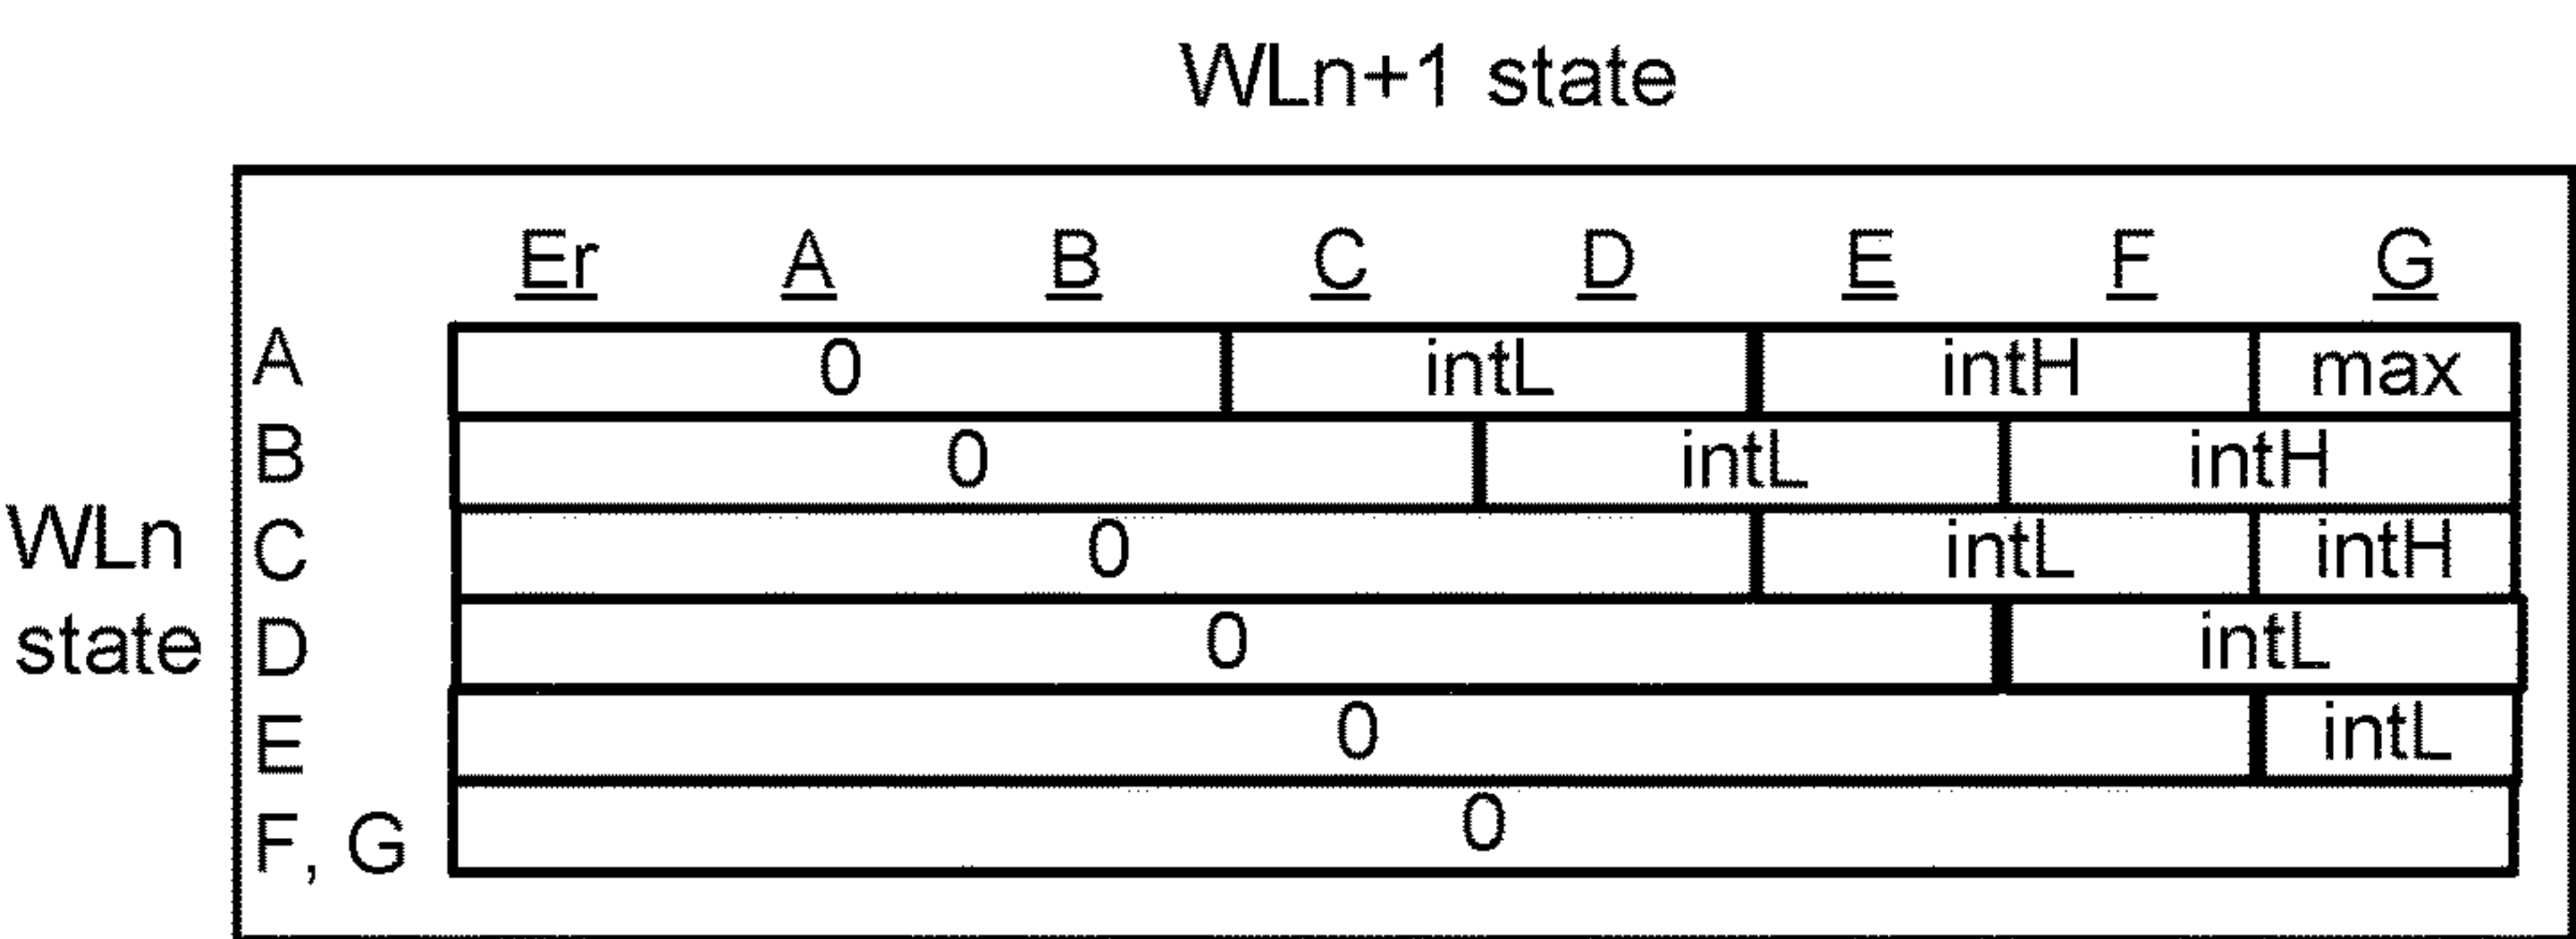 WLn+1 state
Er A B C D E F G
A 0 intL intH max
B 0 intL intH
WLn
C 0 intL intH
state
D 0 intL
E 0 intL
F, G 0